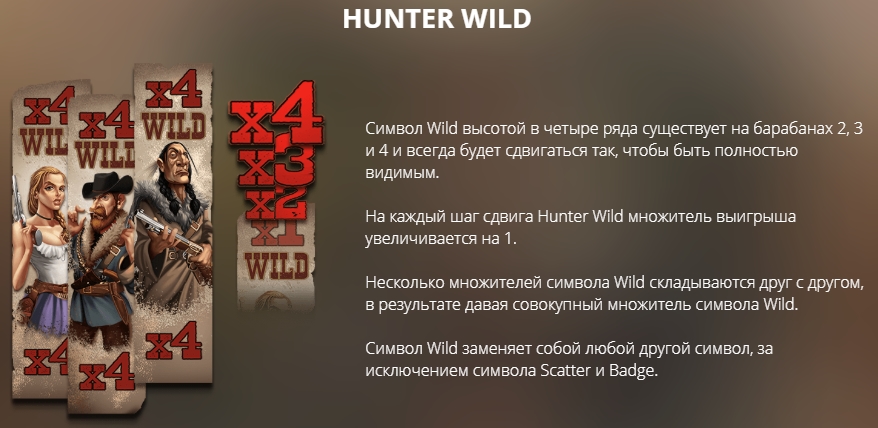 HUNTER WILD
x4
WILD
x4
x4
WILD
x4
x4
WILD
x4
x4
x3
x2
x1
WILD
Символ Wild высотой в четыре ряда существует на барабанах 2, 3
и 4 и всегда будет сдвигаться так, чтобы быть полностью
видимым.
На каждый шаг сдвига Hunter Wild множитель выигрыша
увеличивается на 1.
Несколько множителей символа Wild складываются друг с другом,
в результате давая совокупный множитель символа Wild.
Символ Wild заменяет собой любой другой символ, за
исключением символа Scatter и Badge.